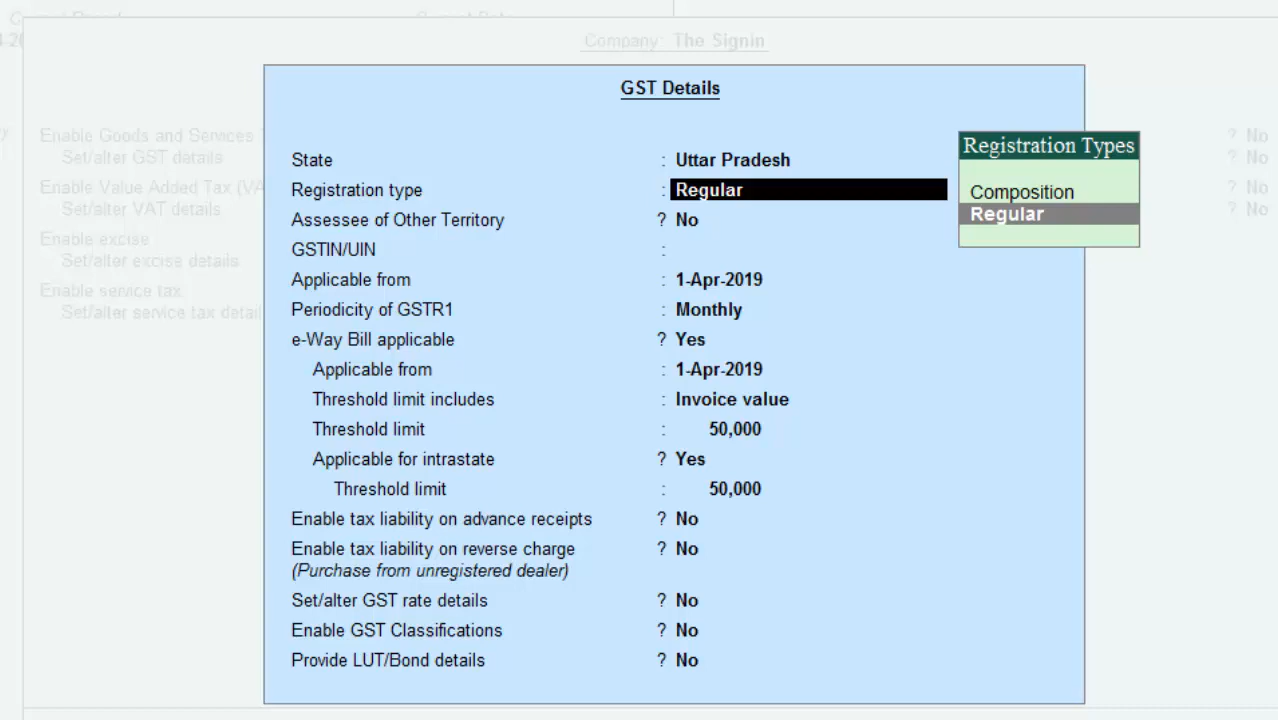 Company: The Signin
GST Details
State : Uttar Pradesh
Registration type : Regular
Assessee of Other Territory ? No
GSTIN/UIN :
Applicable from : 1-Apr-2019
Periodicity of GSTR1 : Monthly
e-Way Bill applicable ? Yes
Applicable from : 1-Apr-2019
Threshold limit includes : Invoice value
Threshold limit : 50,000
Applicable for intrastate ? Yes
Threshold limit : 50,000
Enable tax liability on advance receipts ? No
Enable tax liability on reverse charge ? No
(Purchase from unregistered dealer)
Set/alter GST rate details ? No
Enable GST Classifications ? No
Provide LUT/Bond details ? No
Registration Types
Composition
Regular
Enable Goods and Services
Set/alter GST details
Enable Value Added Tax (VA
Set/alter VAT details
Enable excise
Set/alter excise details
Enable service tax
Set/alter service tax detail
? No
? No
? No
? No